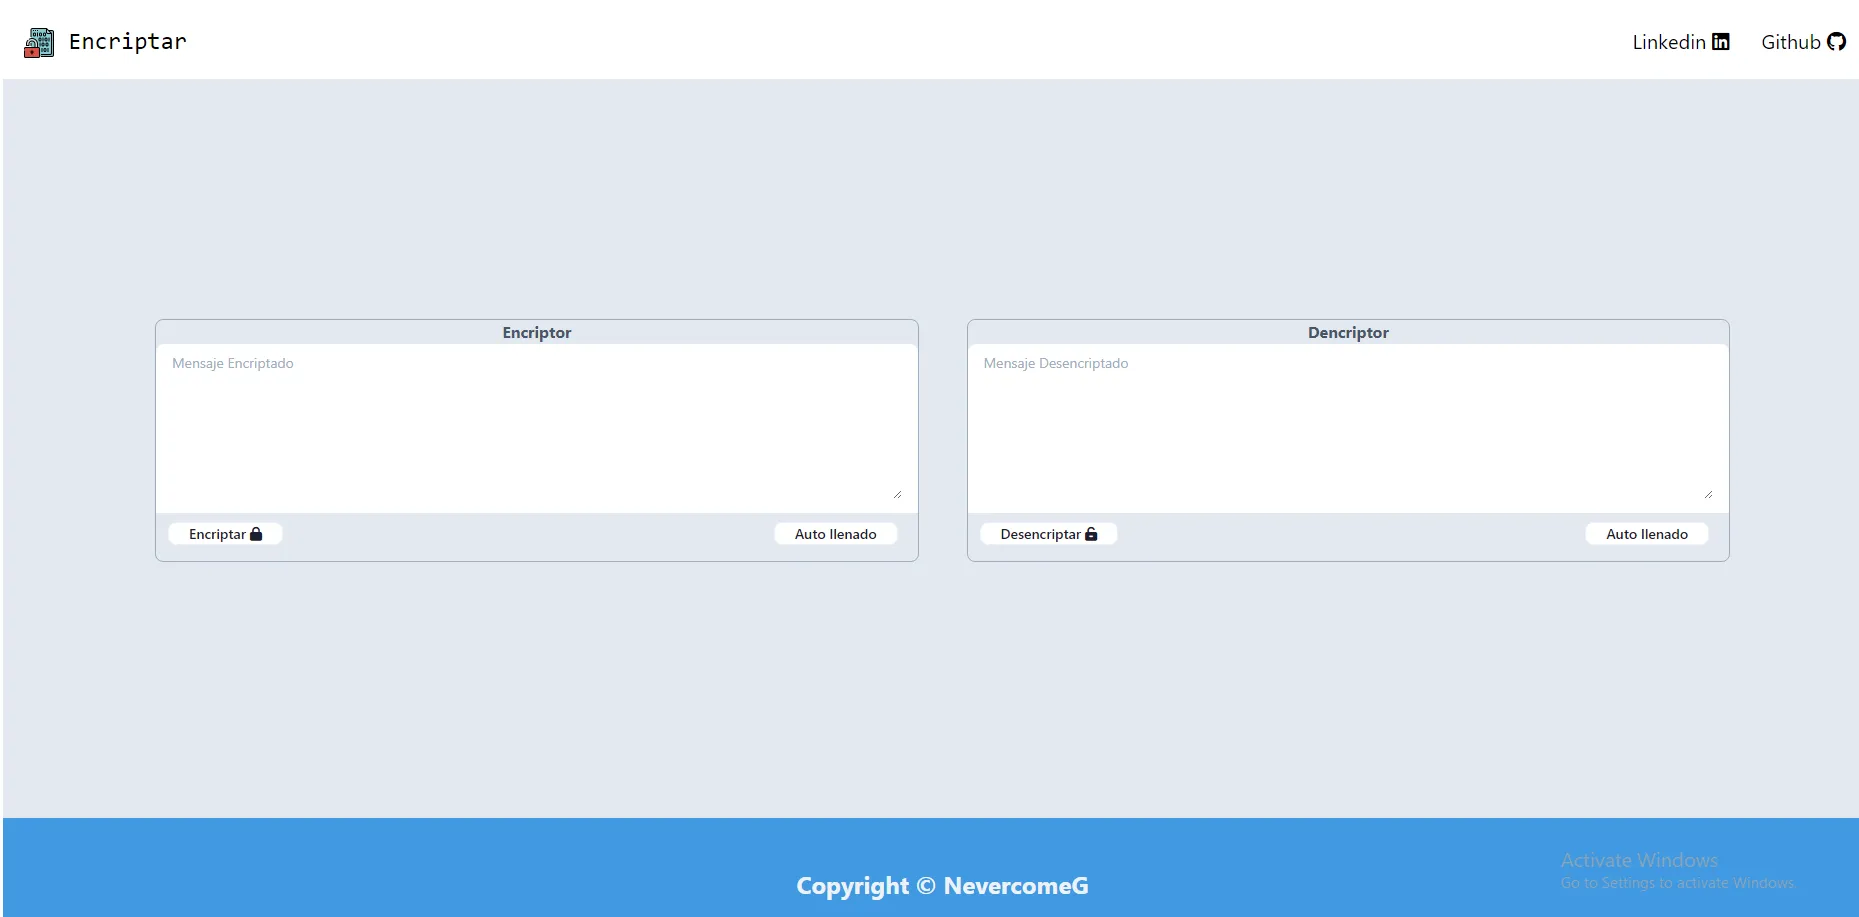 Encriptar
Linkedin
Github
Encriptor
Mensaje Encriptado
Encriptar
Auto llenado
Dencriptor
Mensaje Desencriptado
Desencriptar
Auto llenado
Copyright © NevercomeG
Activate Windows
Go to Settings to activate Windows.